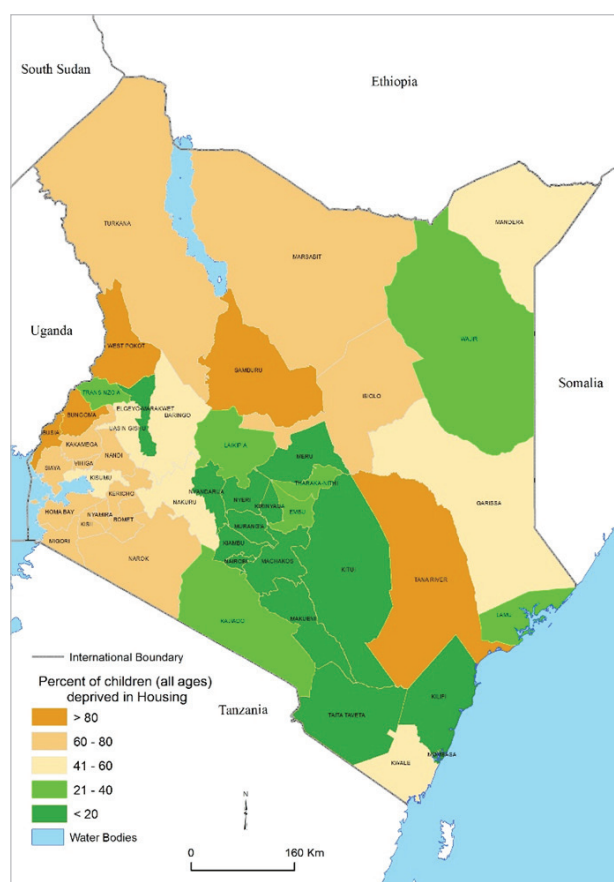 South Sudan
Ethiopia
MANDERA
TURKANA
MARSABIT
Uganda
WEST POKOT
SAMBURU
WAJIR
Somalia
TRANS NZOIA
ISIOLO
BUNGOMA
ELGEYO-MARAKWET
BARINGO
BUSIA
UASIN GISHU
LAIKIPIA
KAKAMEGA
MERU
NANDI
VIHIGA
SIAYA
THARAKA-NITHI
KISUMU
GARISSA
NYANDARUA
NYERI
KERICHO
NAKURU
KIRINYAGA
EMBU
HOMA BAY
NYAMIRA
MURANG'A
KISII
BOMET
KIAMBU
MIGORI
NAIROBI
MACHAKOS
KITUI
NAROK
TANA RIVER
LAMU
KAJIADO
MAKUENI
International Boundary
Percent of children (all ages)
deprived in Housing
Tanzania
KILIFI
TAITA TAVETA
> 80
60 - 80
MOMBASA
41 - 60
KWALE
21 - 40
< 20
Water Bodies
N
0
160 Km